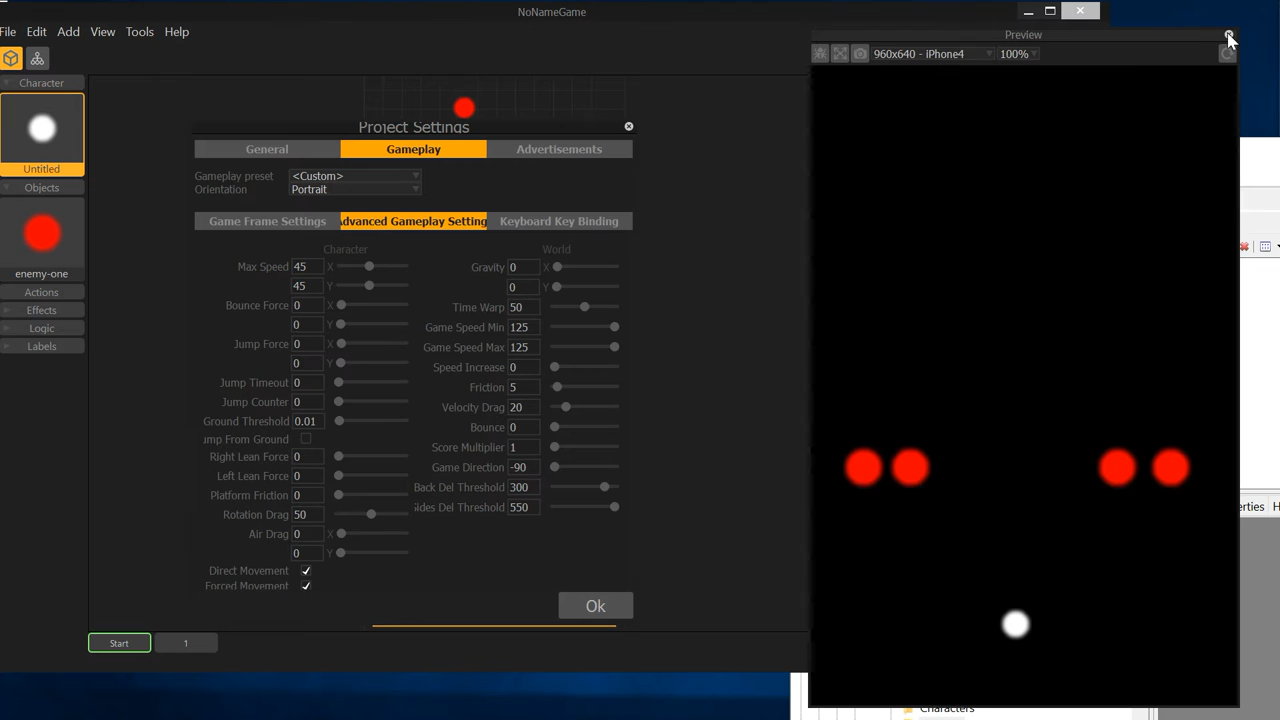 NoNameGame
File Edit Add View Tools Help
Character
Untitled
Objects
enemy-one
Actions
Effects
Logic
Labels
Project Settings
General Gameplay Advertisements
Gameplay preset <Custom>
Orientation Portrait
Game Frame Settings dvanced Gameplay Setting Keyboard Key Binding
Character
Max Speed 45 X
45 Y
Bounce Force 0 X
0 Y
Jump Force 0 X
0 Y
Jump Timeout 0
Jump Counter 0
Ground Threshold 0.01
ump From Ground
Right Lean Force 0
Left Lean Force 0
Platform Friction 0
Rotation Drag 50
Air Drag 0 X
0 Y
Direct Movement
Forced Movement
World
Gravity 0 X
0 Y
Time Warp 50
Game Speed Min 125
Game Speed Max 125
Speed Increase 0
Friction 5
Velocity Drag 20
Bounce 0
Score Multiplier 1
Game Direction -90
Back Del Threshold 300
ides Del Threshold 550
Ok
Start 1
Preview
960x640 - iPhone4 100%
erties H
Characters